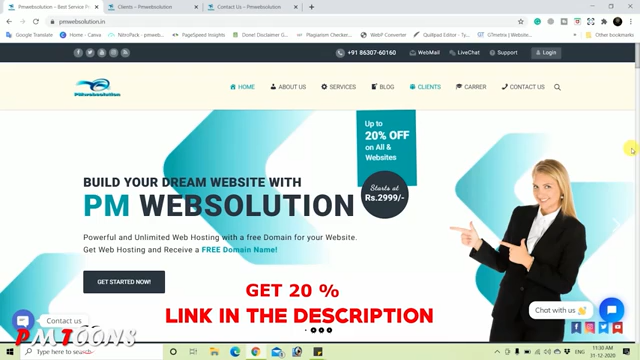 Pmwebsolution – Best Service Pr
Clients – Pmwebsolution
Contact Us – Pmwebsolution
pmwebsolution.in
Google Translate
Home
NitroPack -
PageSpeed Insights
Done! Disclaimer G
Plagiarism Checker
WebP Converter
Quillpad Editor - Ty
GTmetrix | Website
Other bookmarks
+91 86307-60160
WebMail
LiveChat
Support
Login
PMwebsolution
HOME
ABOUT US
SERVICES
BLOG
CLIENTS
CARRER
CONTACT US
Up to
20% OFF
on All &
Websites
Starts at
Rs.2999/-
BUILD YOUR DREAM WEBSITE WITH
PM WEBSOLUTION
Powerful and Unlimited Web Hosting with a free Domain for your Website.
Get Web Hosting and Receive a FREE Domain Name!
GET STARTED NOW!
GET 20 %
LINK IN THE DESCRIPTION
Chat with us 👋
Contact us
PMTOONS
Type here to search
ENG
11:30 AM
31-12-2020